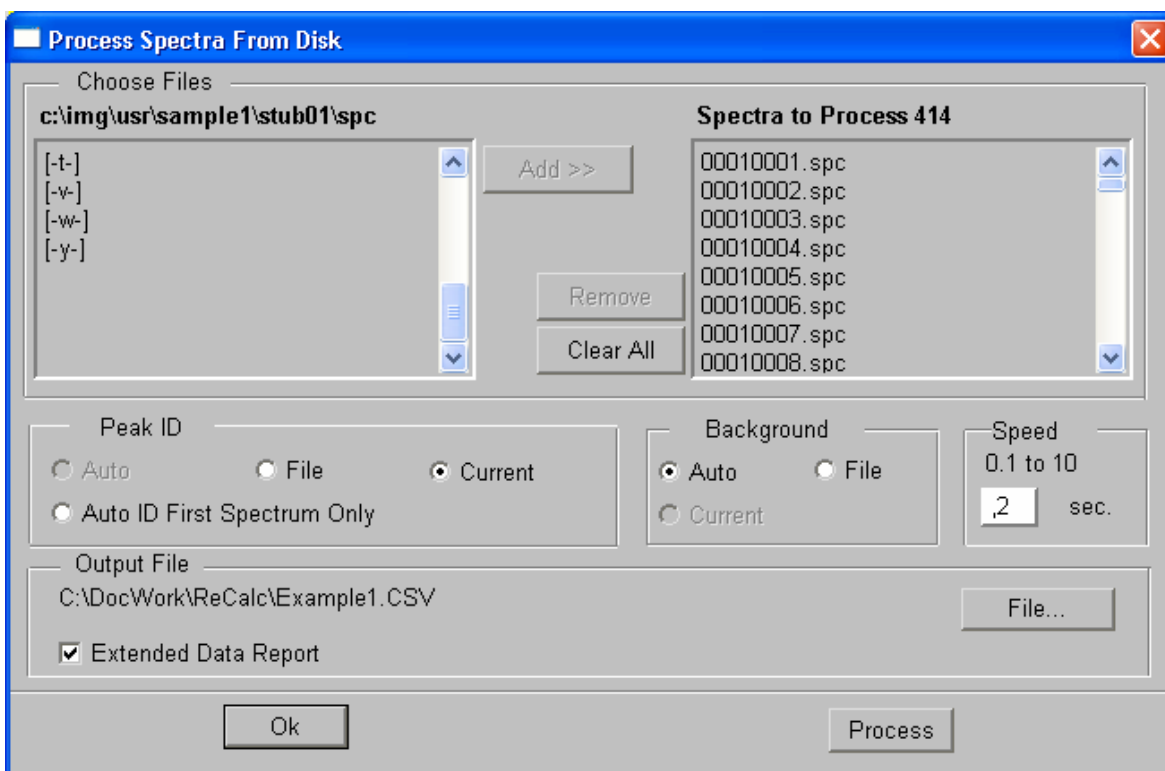 Process Spectra From Disk
Choose Files
c:\img\usr\sample1\stub01\spc
[-t-]
[-v-]
[-w-]
[-y-]
Add >>
Remove
Clear All
Spectra to Process 414
00010001.spc
00010002.spc
00010003.spc
00010004.spc
00010005.spc
00010006.spc
00010007.spc
00010008.spc
Peak ID
Auto File Current
Auto ID First Spectrum Only
Background
Auto File
Current
Speed
0.1 to 10
,2 sec.
Output File
C:\DocWork\ReCalc\Example1.CSV
File...
Extended Data Report
Ok
Process